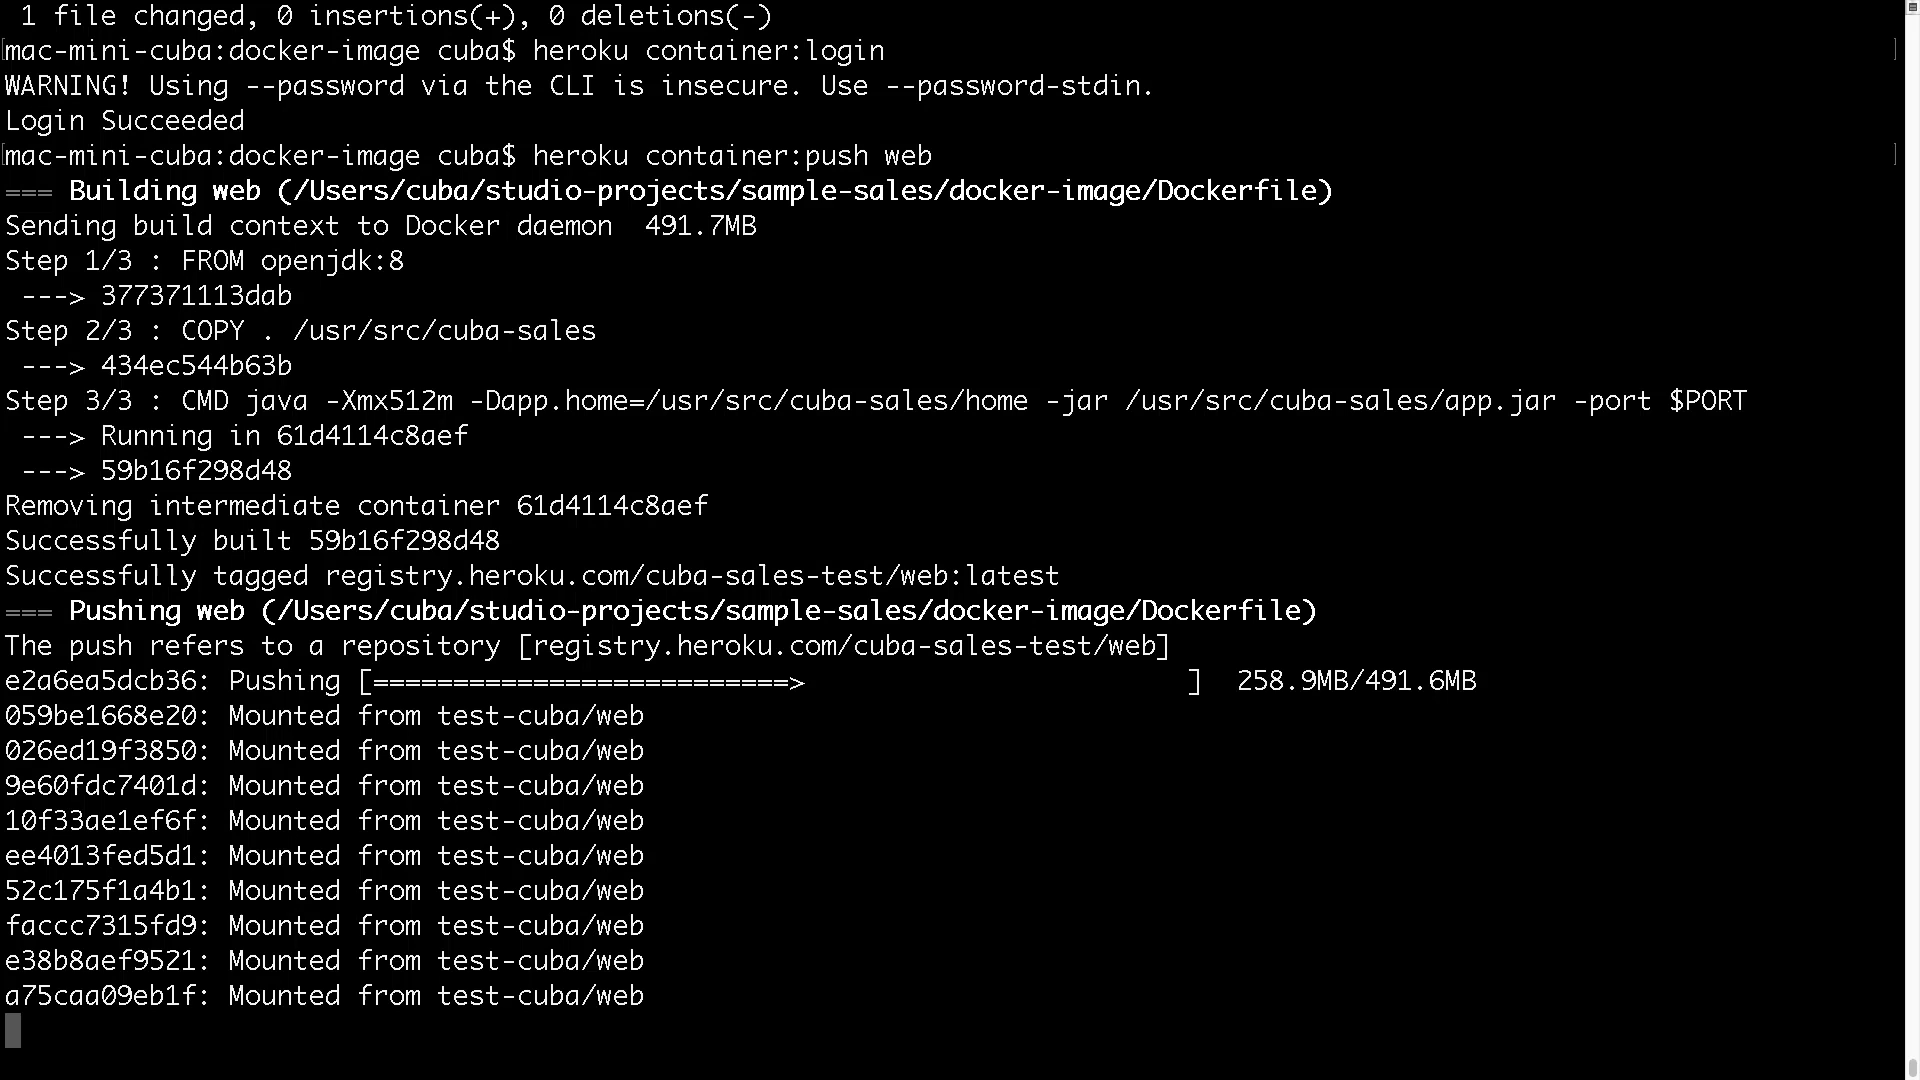 1 file changed, 0 insertions(+), 0 deletions(-)
[mac-mini-cuba:docker-image cuba$ heroku container:login ]
WARNING! Using --password via the CLI is insecure. Use --password-stdin.
Login Succeeded
[mac-mini-cuba:docker-image cuba$ heroku container:push web ]
=== Building web (/Users/cuba/studio-projects/sample-sales/docker-image/Dockerfile)
Sending build context to Docker daemon  491.7MB
Step 1/3 : FROM openjdk:8
 ---> 377371113dab
Step 2/3 : COPY . /usr/src/cuba-sales
 ---> 434ec544b63b
Step 3/3 : CMD java -Xmx512m -Dapp.home=/usr/src/cuba-sales/home -jar /usr/src/cuba-sales/app.jar -port $PORT
 ---> Running in 61d4114c8aef
 ---> 59b16f298d48
Removing intermediate container 61d4114c8aef
Successfully built 59b16f298d48
Successfully tagged registry.heroku.com/cuba-sales-test/web:latest
=== Pushing web (/Users/cuba/studio-projects/sample-sales/docker-image/Dockerfile)
The push refers to a repository [registry.heroku.com/cuba-sales-test/web]
e2a6ea5dcb36: Pushing [==========================>                        ]  258.9MB/491.6MB
059be1668e20: Mounted from test-cuba/web
026ed19f3850: Mounted from test-cuba/web
9e60fdc7401d: Mounted from test-cuba/web
10f33ae1ef6f: Mounted from test-cuba/web
ee4013fed5d1: Mounted from test-cuba/web
52c175f1a4b1: Mounted from test-cuba/web
faccc7315fd9: Mounted from test-cuba/web
e38b8aef9521: Mounted from test-cuba/web
a75caa09eb1f: Mounted from test-cuba/web